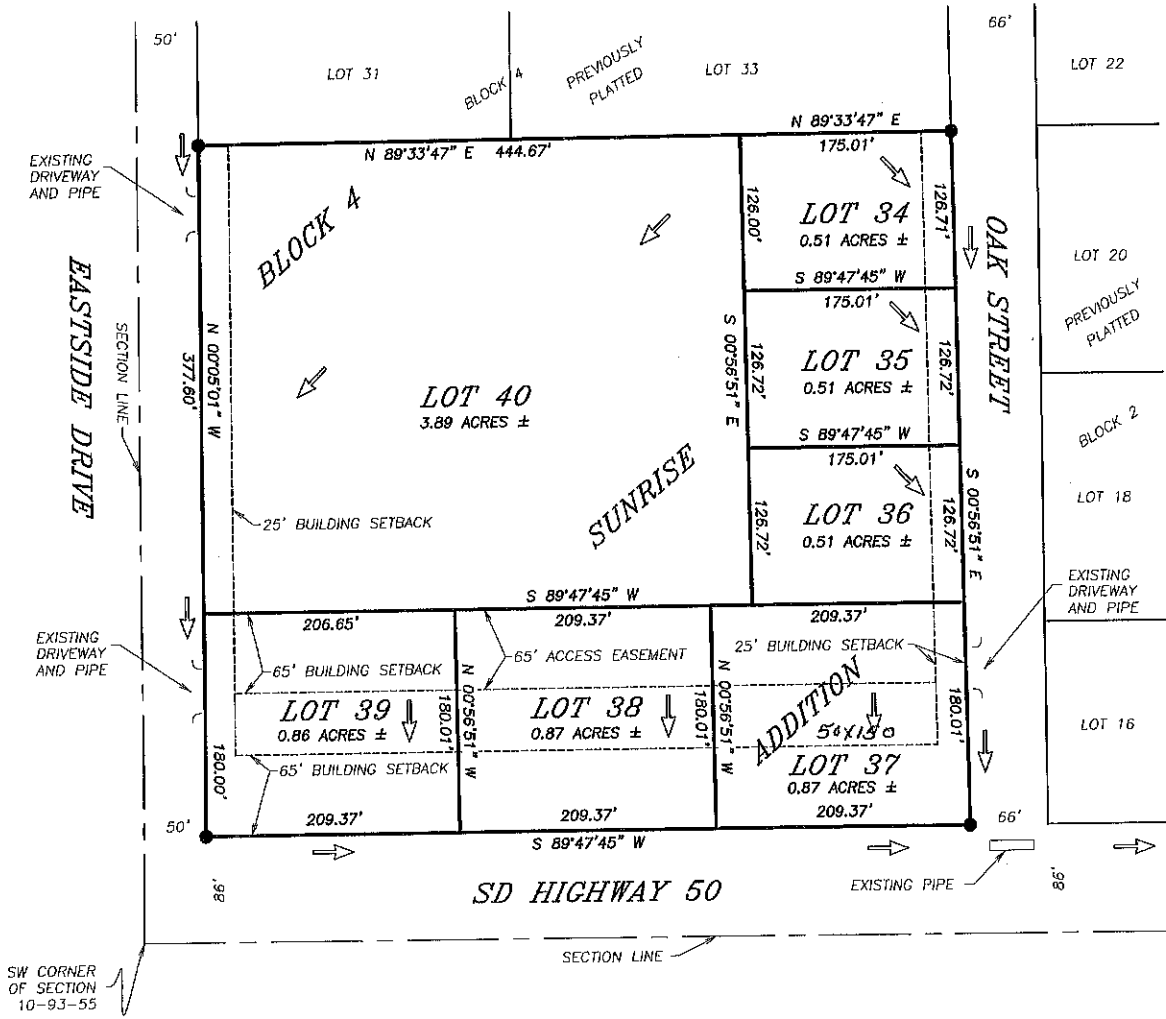 50'
66'
LOT 31
BLOCK 4
PREVIOUSLY
PLATTED
LOT 33
LOT 22
N 89°33'47" E
N 89°33'47" E 444.67'
175.01'
EXISTING
DRIVEWAY
AND PIPE
BLOCK 4
126.00'
LOT 34
0.51 ACRES ±
126.71'
OAK STREET
LOT 20
PREVIOUSLY
PLATTED
S 89°47'45" W
175.01'
EASTSIDE DRIVE
SECTION LINE
377.60'
N 00°05'01" W
S 00°56'51" E
126.72'
LOT 35
0.51 ACRES ±
126.72'
LOT 40
3.89 ACRES ±
BLOCK 2
S 89°47'45" W
175.01'
SUNRISE
LOT 18
126.72'
LOT 36
0.51 ACRES ±
126.72'
S 00°56'51" E
25' BUILDING SETBACK
EXISTING
DRIVEWAY
AND PIPE
S 89°47'45" W
206.65'
209.37'
209.37'
EXISTING
DRIVEWAY
AND PIPE
65' BUILDING SETBACK
65' ACCESS EASEMENT
25' BUILDING SETBACK
LOT 39
0.86 ACRES ±
180.01'
N 00°56'51" W
LOT 38
0.87 ACRES ±
180.01'
N 00°56'51" W
ADDITION
50x150
LOT 37
0.87 ACRES ±
180.01'
LOT 16
180.00'
65' BUILDING SETBACK
50'
209.37'
209.37'
209.37'
66'
S 89°47'45" W
98'
SD HIGHWAY 50
EXISTING PIPE
98'
SECTION LINE
SW CORNER
OF SECTION
10-93-55